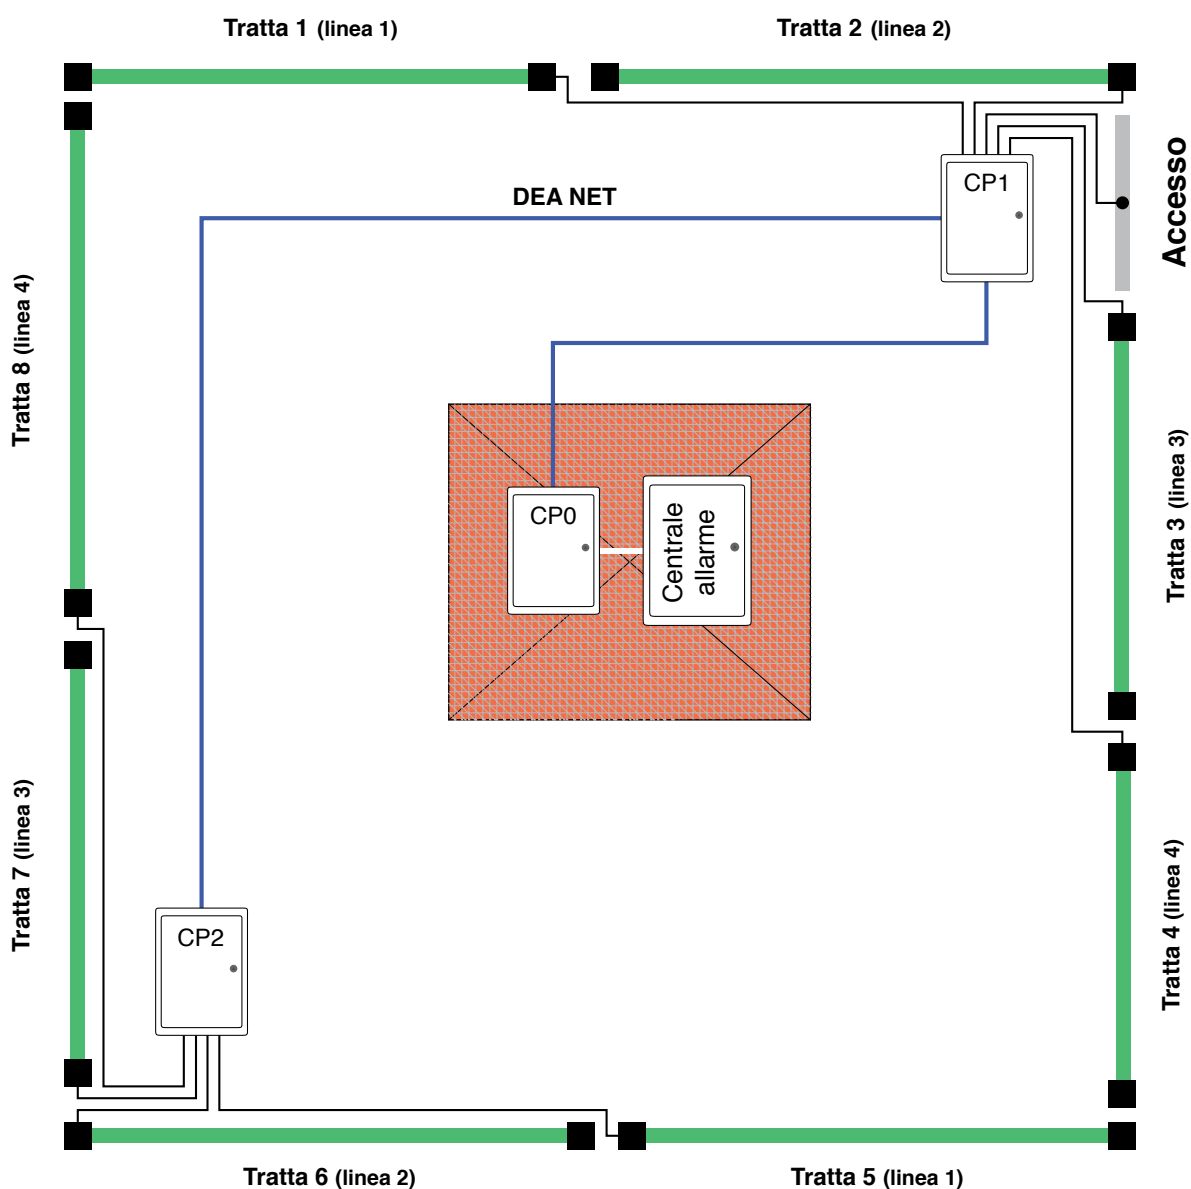 Tratta 1 (linea 1)
Tratta 2 (linea 2)
CP1
Accesso
DEA NET
Tratta 8 (linea 4)
Tratta 3 (linea 3)
CP0
Centrale
allarme
Tratta 7 (linea 3)
Tratta 4 (linea 4)
CP2
Tratta 6 (linea 2)
Tratta 5 (linea 1)